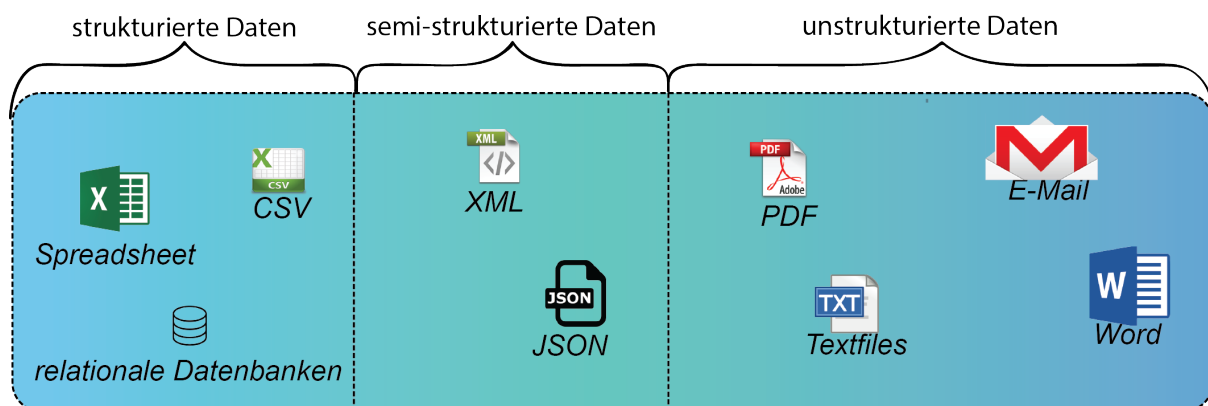 strukturierte Daten
semi-strukturierte Daten
unstrukturierte Daten
X
Spreadsheet
X
CSV
CSV
relationale Datenbanken
XML
</>
XML
JSON
JSON
PDF
Adobe
PDF
M
E-Mail
TXT
Textfiles
W
Word